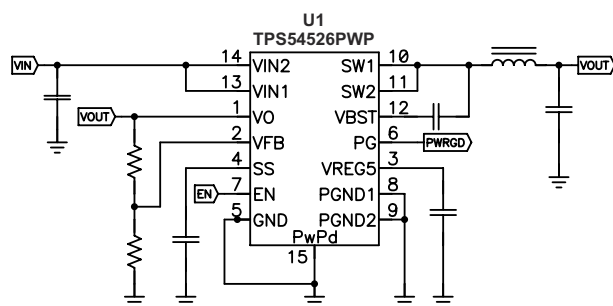 U1
TPS54526PWP
VIN 14 VIN2 SW1 10 VOUT
13 VIN1 SW2 11
VOUT 1 VO VBST 12
2 VFB PG 6 PWRGD
4 SS VREG5 3
EN 7 EN PGND1 8
5 GND PGND2 9
PwPd
15